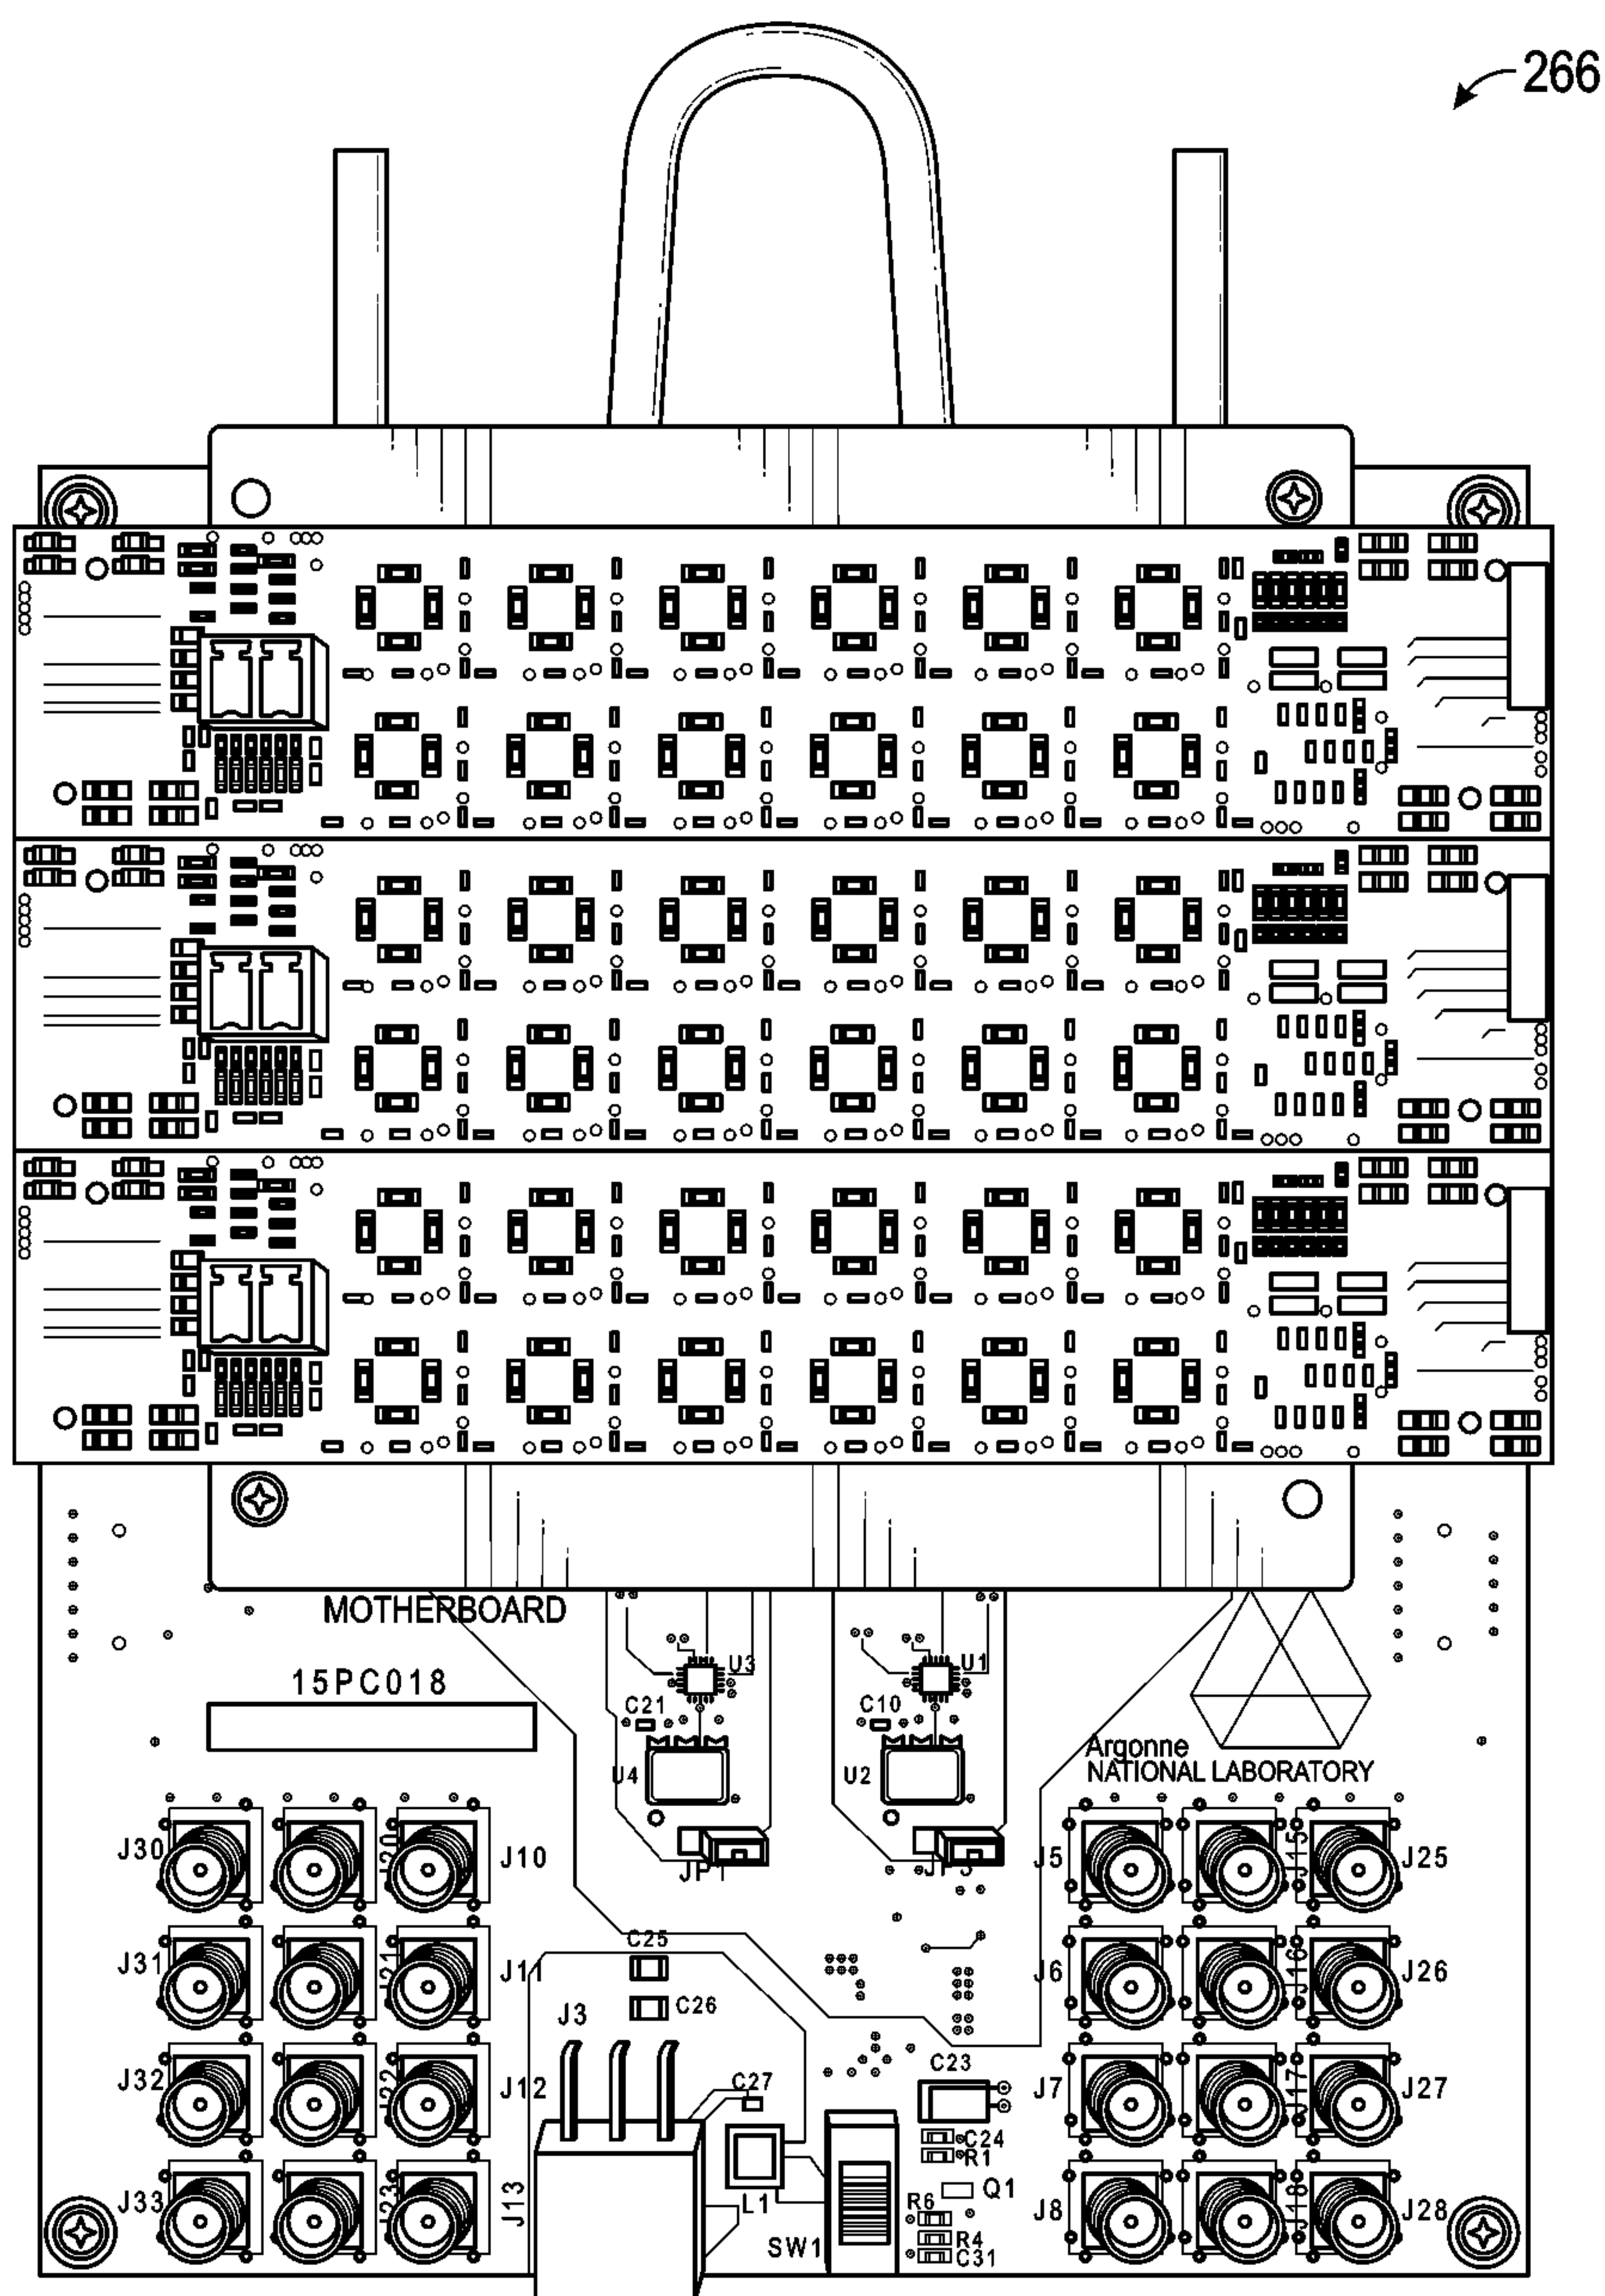 266
MOTHERBOARD
15PC018
U3
U1
C21
C10
U4
U2
Argonne
NATIONAL LABORATORY
JP1
JP3
J30
J20
J10
J5
J15
J25
C25
J31
J21
J11
J6
J16
J26
C26
J3
J32
J22
J12
C27
C23
J7
J17
J27
C24
R1
Q1
J33
J23
J13
L1
R6
J8
J18
J28
SW1
R4
C31